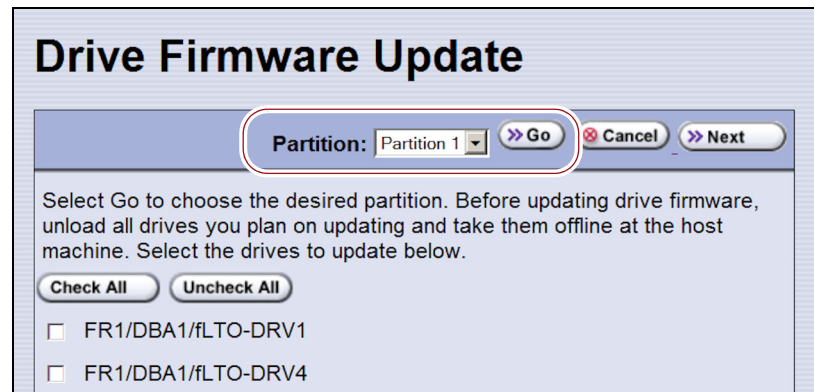 Drive Firmware Update
Partition: Partition 1 Go Cancel Next
Select Go to choose the desired partition. Before updating drive firmware,
unload all drives you plan on updating and take them offline at the host
machine. Select the drives to update below.
Check All Uncheck All
FR1/DBA1/fLTO-DRV1
FR1/DBA1/fLTO-DRV4